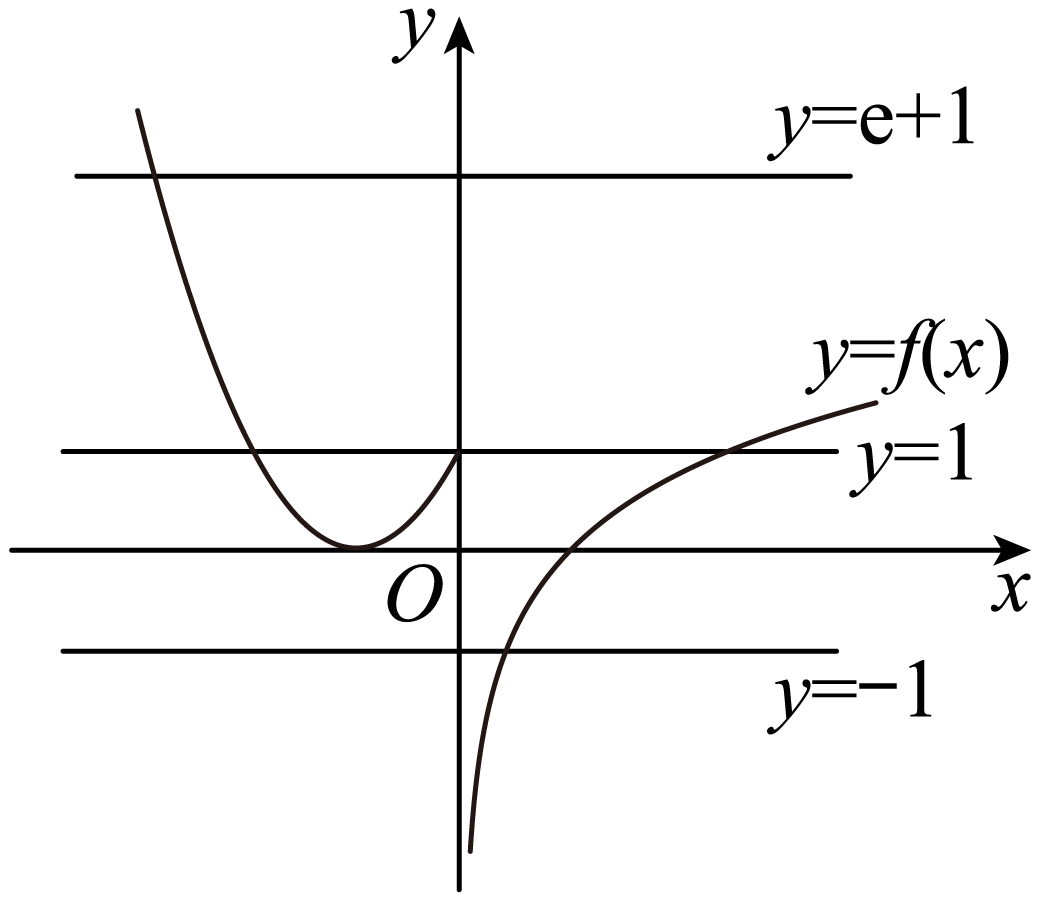 y
y=e+1
y=f(x)
y=1
O
x
y=−1